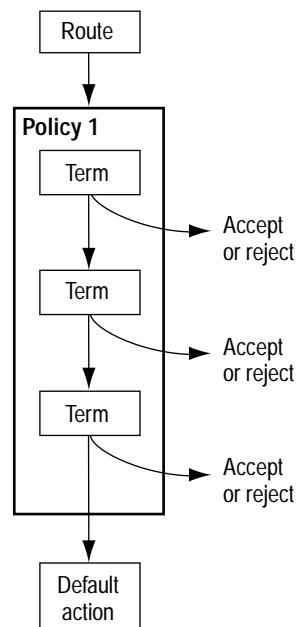 Route
Policy 1
Term
Accept
or reject
Term
Accept
or reject
Term
Accept
or reject
Default
action